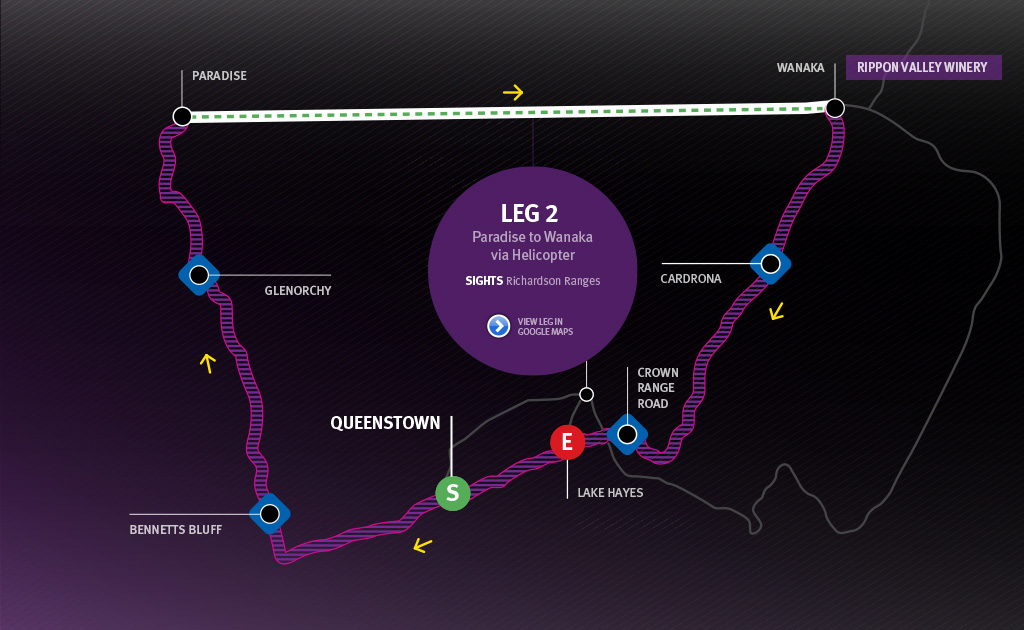 PARADISE
WANAKA
RIPPON VALLEY WINERY
LEG 2
Paradise to Wanaka
via Helicopter
SIGHTS Richardson Ranges
VIEW LEG IN
GOOGLE MAPS
GLENORCHY
CARDRONA
CROWN
RANGE
ROAD
QUEENSTOWN
E
S
LAKE HAYES
BENNETTS BLUFF